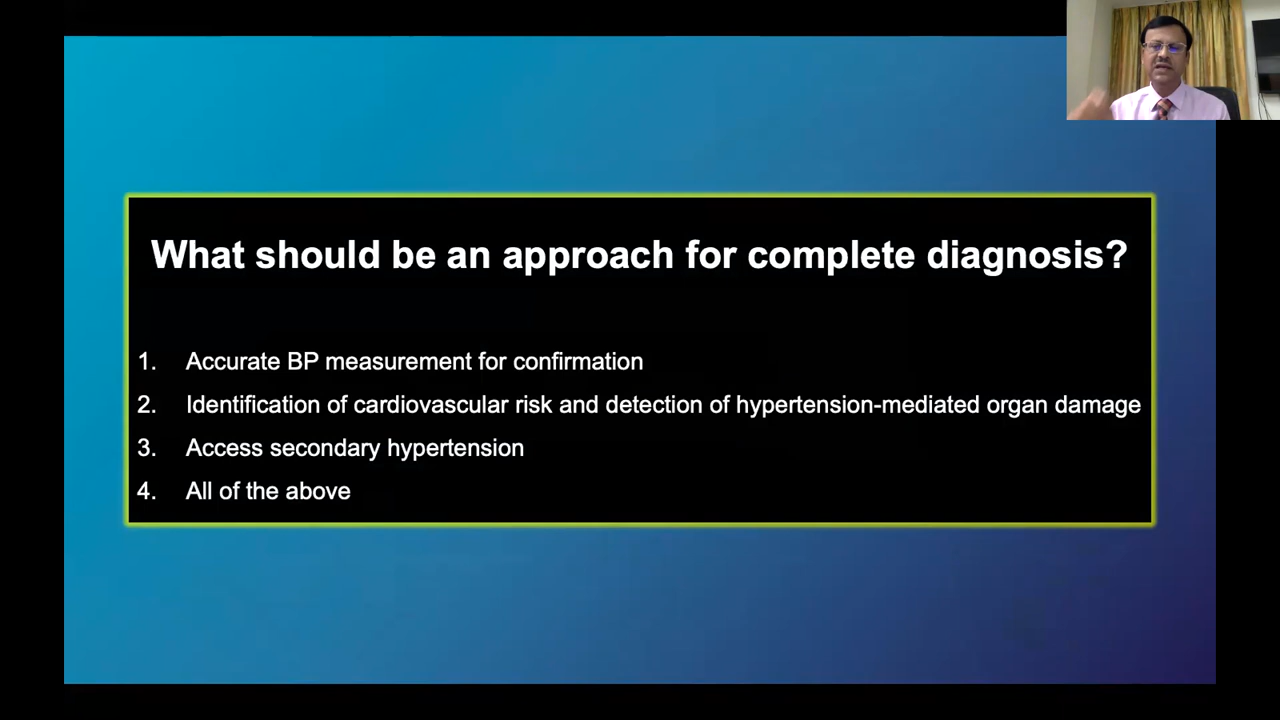 What should be an approach for complete diagnosis?
1. Accurate BP measurement for confirmation
2. Identification of cardiovascular risk and detection of hypertension-mediated organ damage
3. Access secondary hypertension
4. All of the above